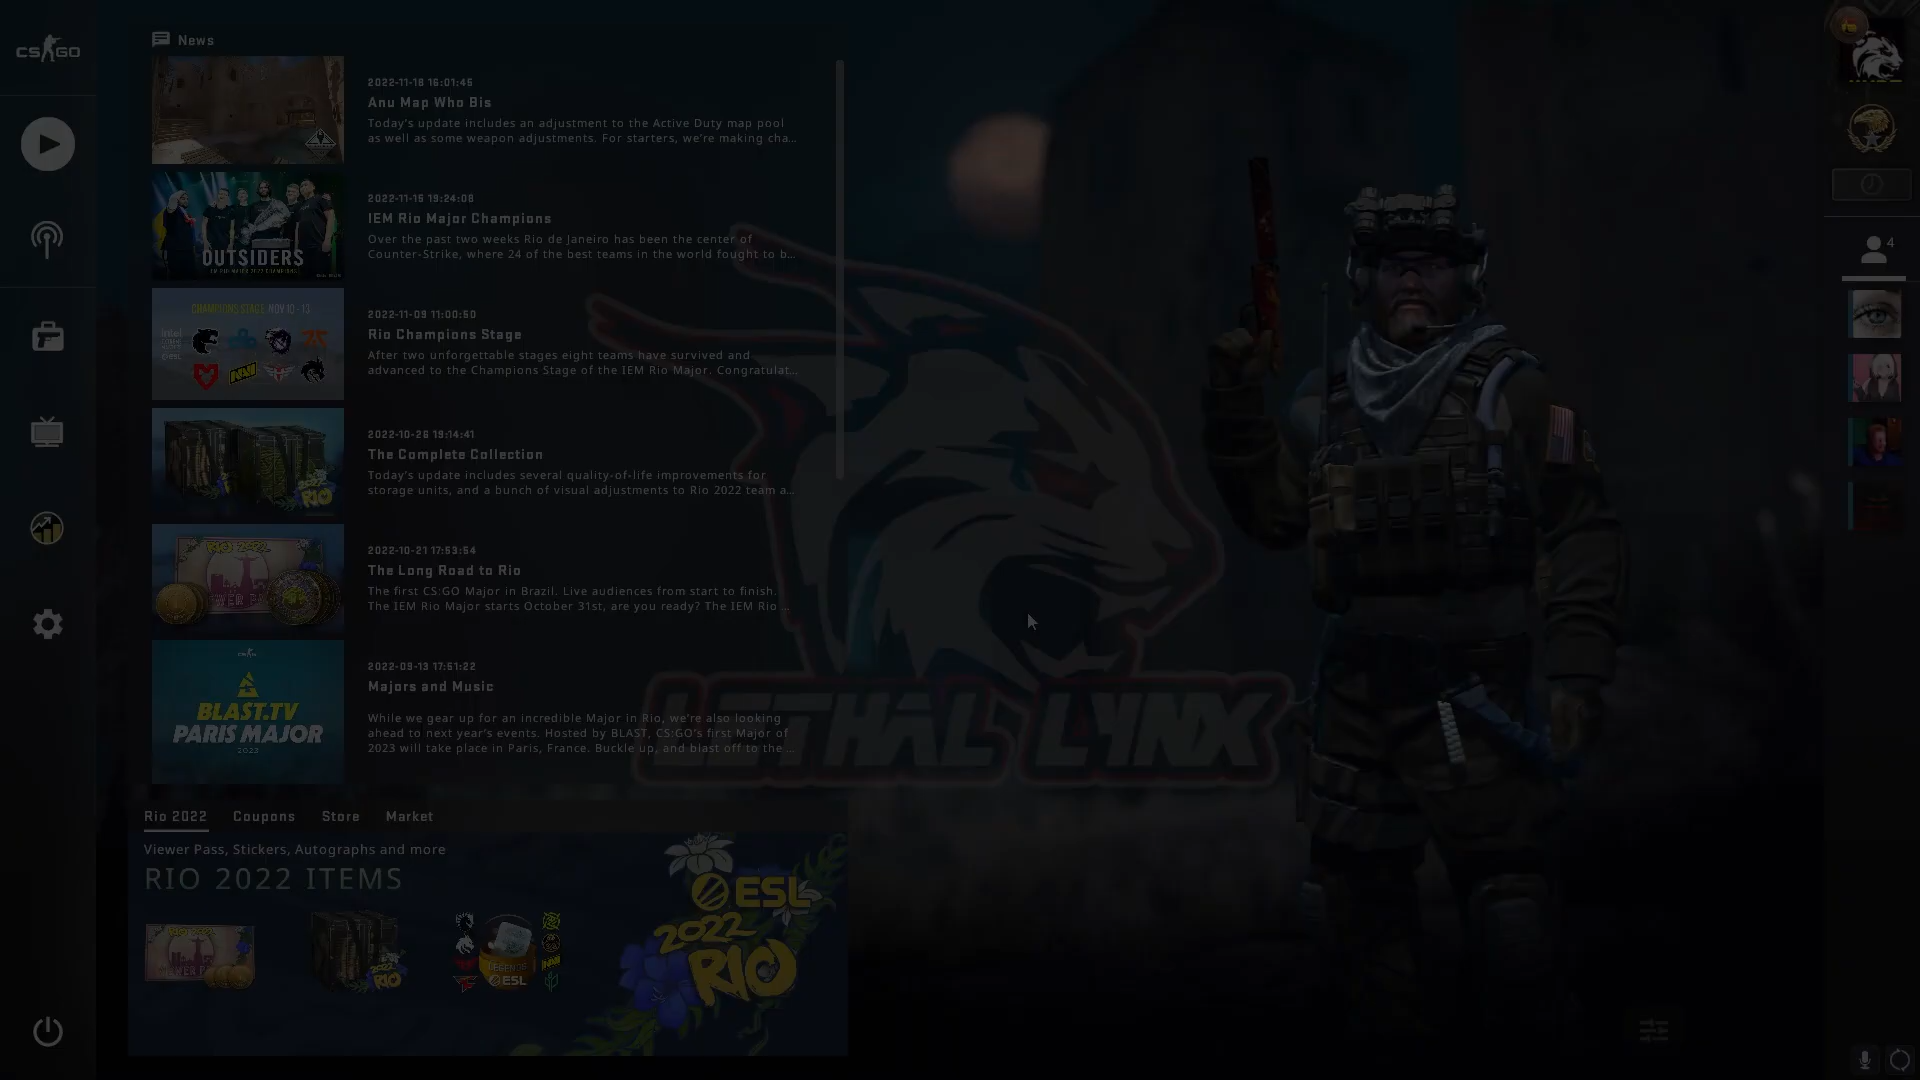 CS GO
News
2022-11-18 16:01:45
Anu Map Who Bis
Today's update includes an adjustment to the Active Duty map pool
as well as some weapon adjustments. For starters, we're making cha...
2022-11-15 19:24:08
IEM Rio Major Champions
Over the past two weeks Rio de Janeiro has been the center of
Counter-Strike, where 24 of the best teams in the world fought to b...
OUTSIDERS
2022-11-09 11:00:50
Rio Champions Stage
After two unforgettable stages eight teams have survived and
advanced to the Champions Stage of the IEM Rio Major. Congratulat...
CHAMPIONS STAGE NOV 10 - 13
intel
ESL
NAVI
2022-10-26 19:14:41
The Complete Collection
Today's update includes several quality-of-life improvements for
storage units, and a bunch of visual adjustments to Rio 2022 team a...
2022 RIO
2022-10-21 17:53:54
The Long Road to Rio
The first CS:GO Major in Brazil. Live audiences from start to finish.
The IEM Rio Major starts October 31st, are you ready? The IEM Rio ...
RIO 2022
2022-09-13 17:51:22
Majors and Music
While we gear up for an incredible Major in Rio, we're also looking
ahead to next year's events. Hosted by BLAST, CS:GO's first Major of
2023 will take place in Paris, France. Buckle up, and blast off to the ...
BLAST.TV
PARIS MAJOR
2023
LETHAL LYNX
4
Rio 2022 Coupons Store Market
Viewer Pass, Stickers, Autographs and more
RIO 2022 ITEMS
ESL
2022
RIO
LEGENDS
ESL